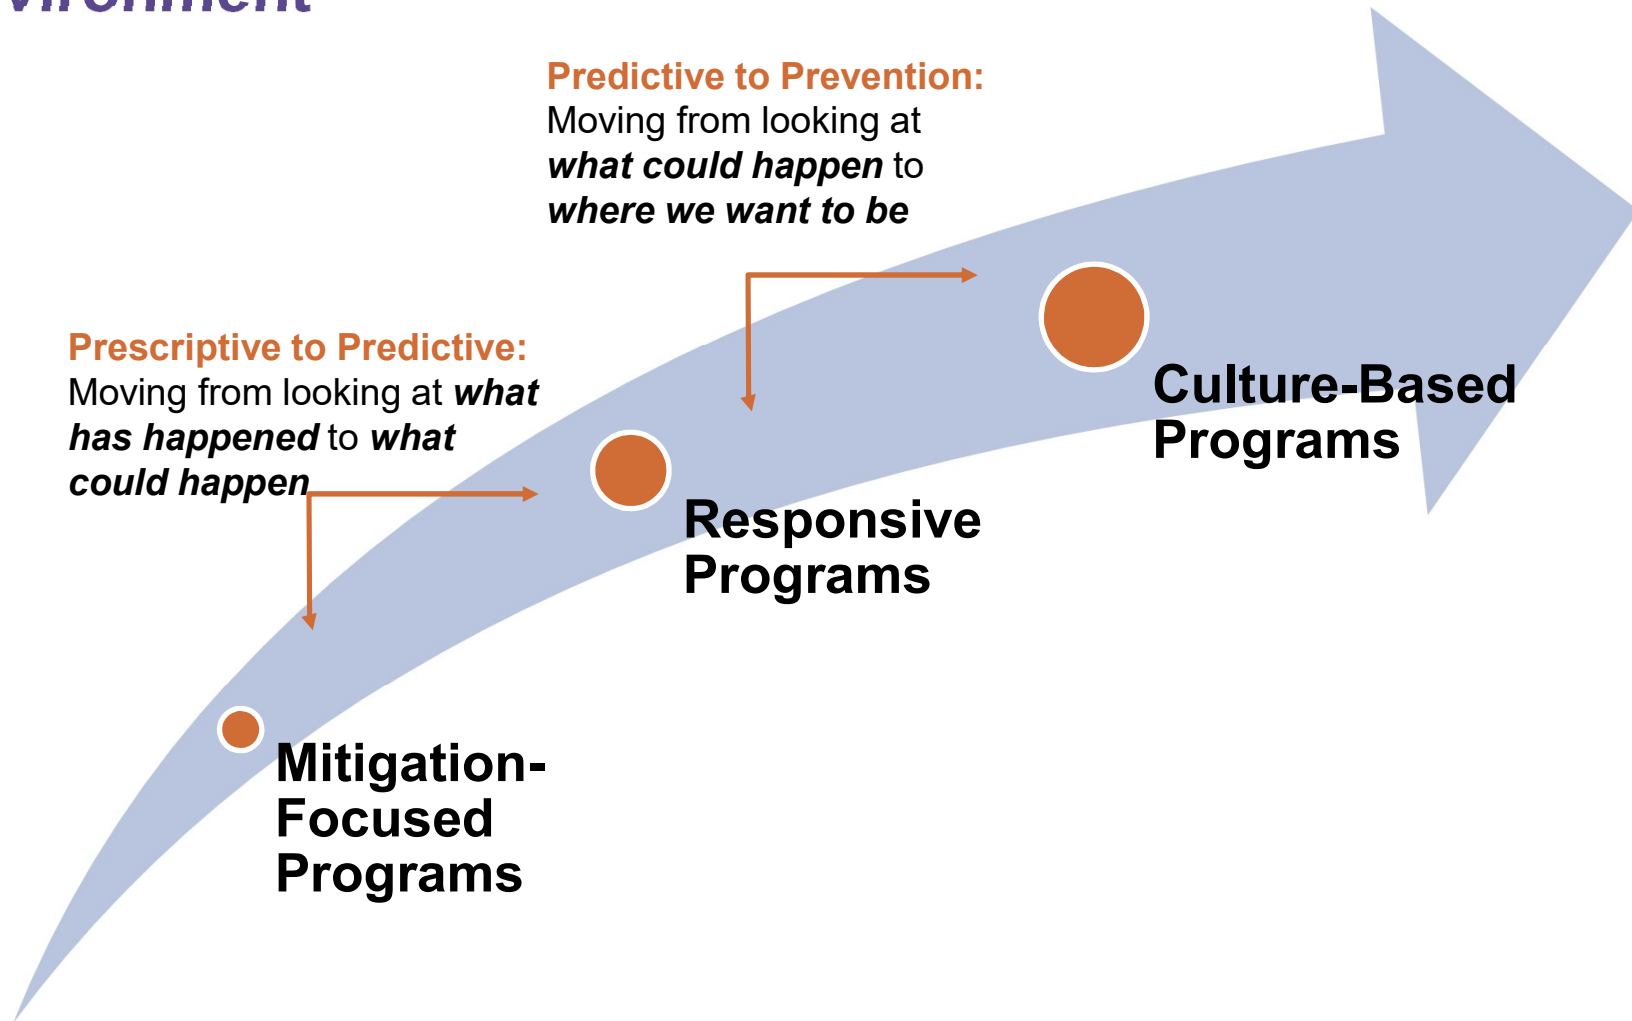 vironment
Predictive to Prevention:
Moving from looking at
what could happen to
where we want to be
Prescriptive to Predictive:
Moving from looking at what
has happened to what
could happen
Culture-Based
Programs
Responsive
Programs
Mitigation-
Focused
Programs